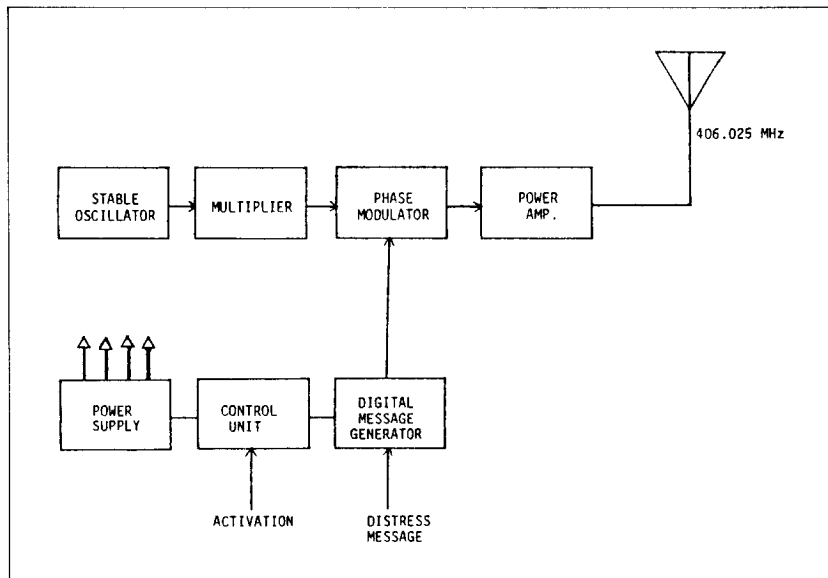 406.025 MHz
STABLE
OSCILLATOR
MULTIPLIER
PHASE
MODULATOR
POWER
AMP.
POWER
SUPPLY
CONTROL
UNIT
DIGITAL
MESSAGE
GENERATOR
ACTIVATION
DISTRESS
MESSAGE